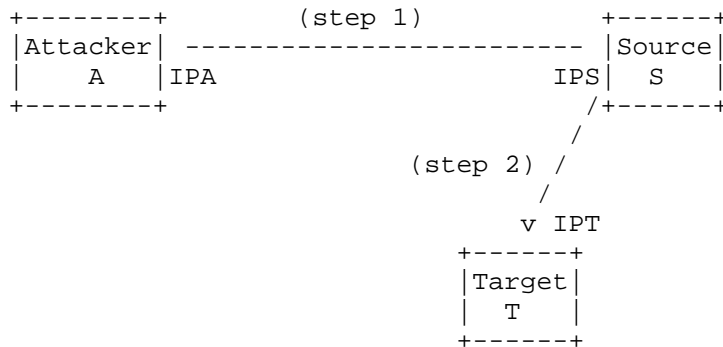 +--------+ (step 1) +------+
|Attacker| ------------------------- |Source|
| A |IPA IPS| S |
+--------+ /+------+
/
(step 2) /
/
v IPT
+------+
|Target|
| T |
+------+